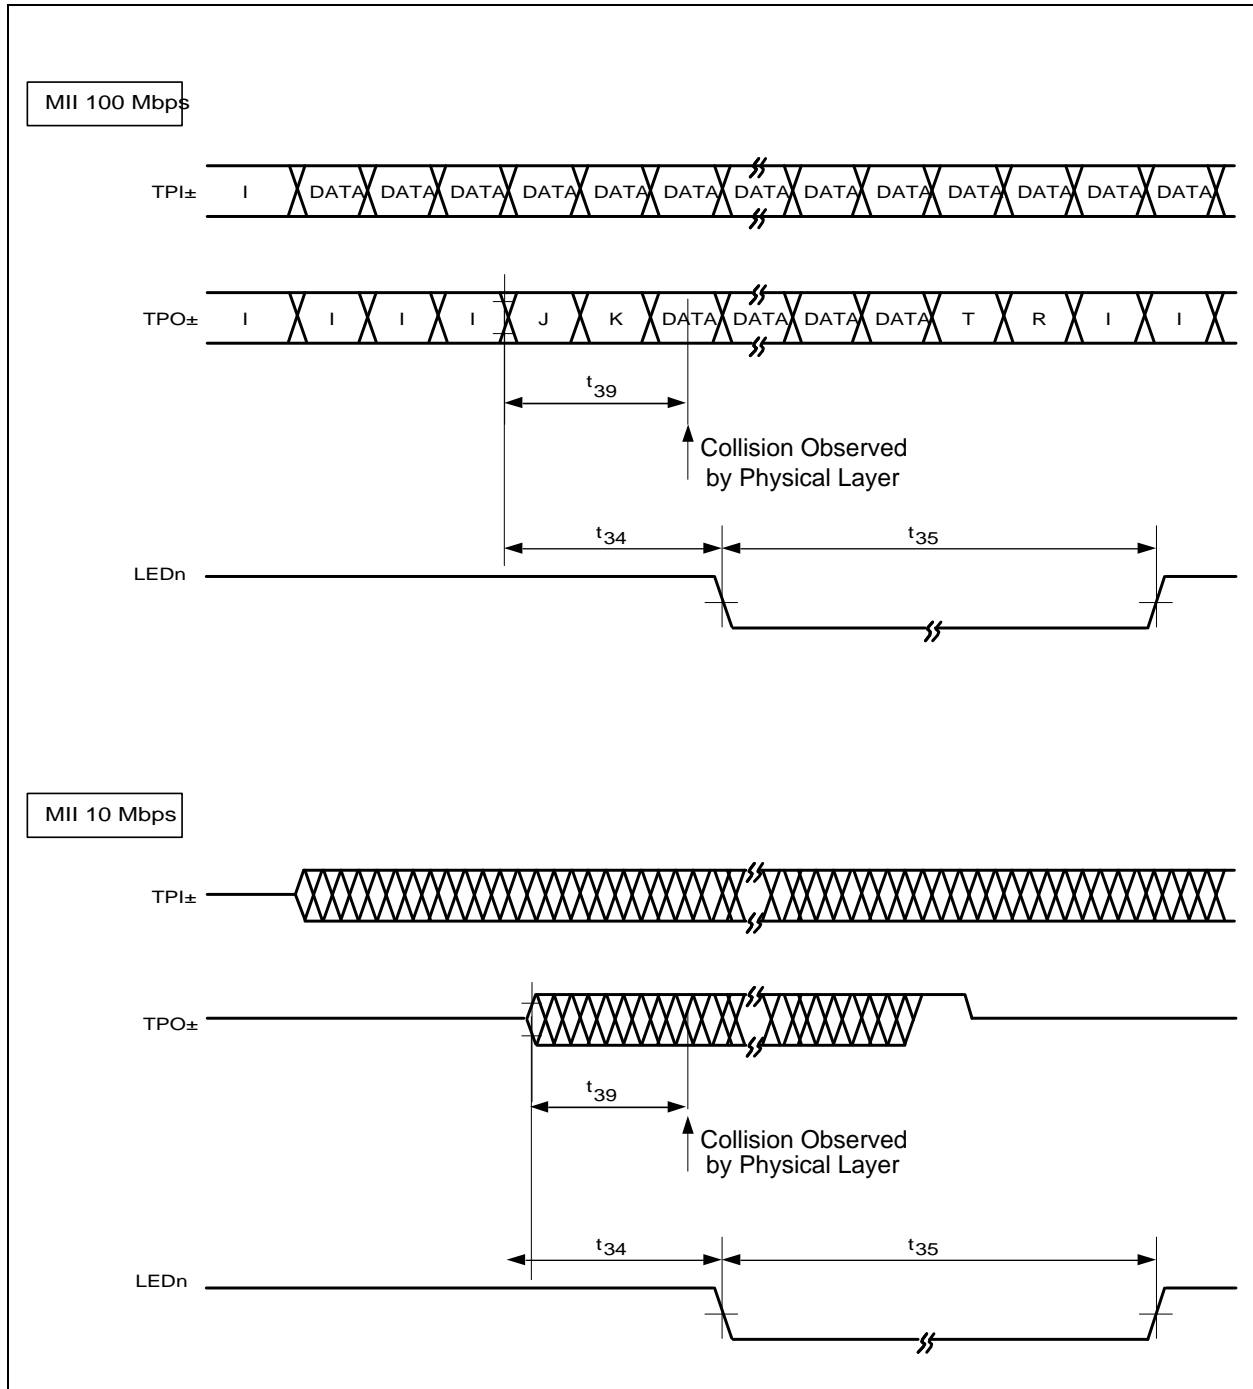 MII 100 Mbps
TPI± I DATA DATA DATA DATA DATA DATA DATA DATA DATA DATA DATA DATA DATA
TPO± I I I I J K DATA DATA DATA DATA T R I I
t39
Collision Observed
by Physical Layer
t34 t35
LEDn
MII 10 Mbps
TPI±
TPO±
t39
Collision Observed
by Physical Layer
t34 t35
LEDn